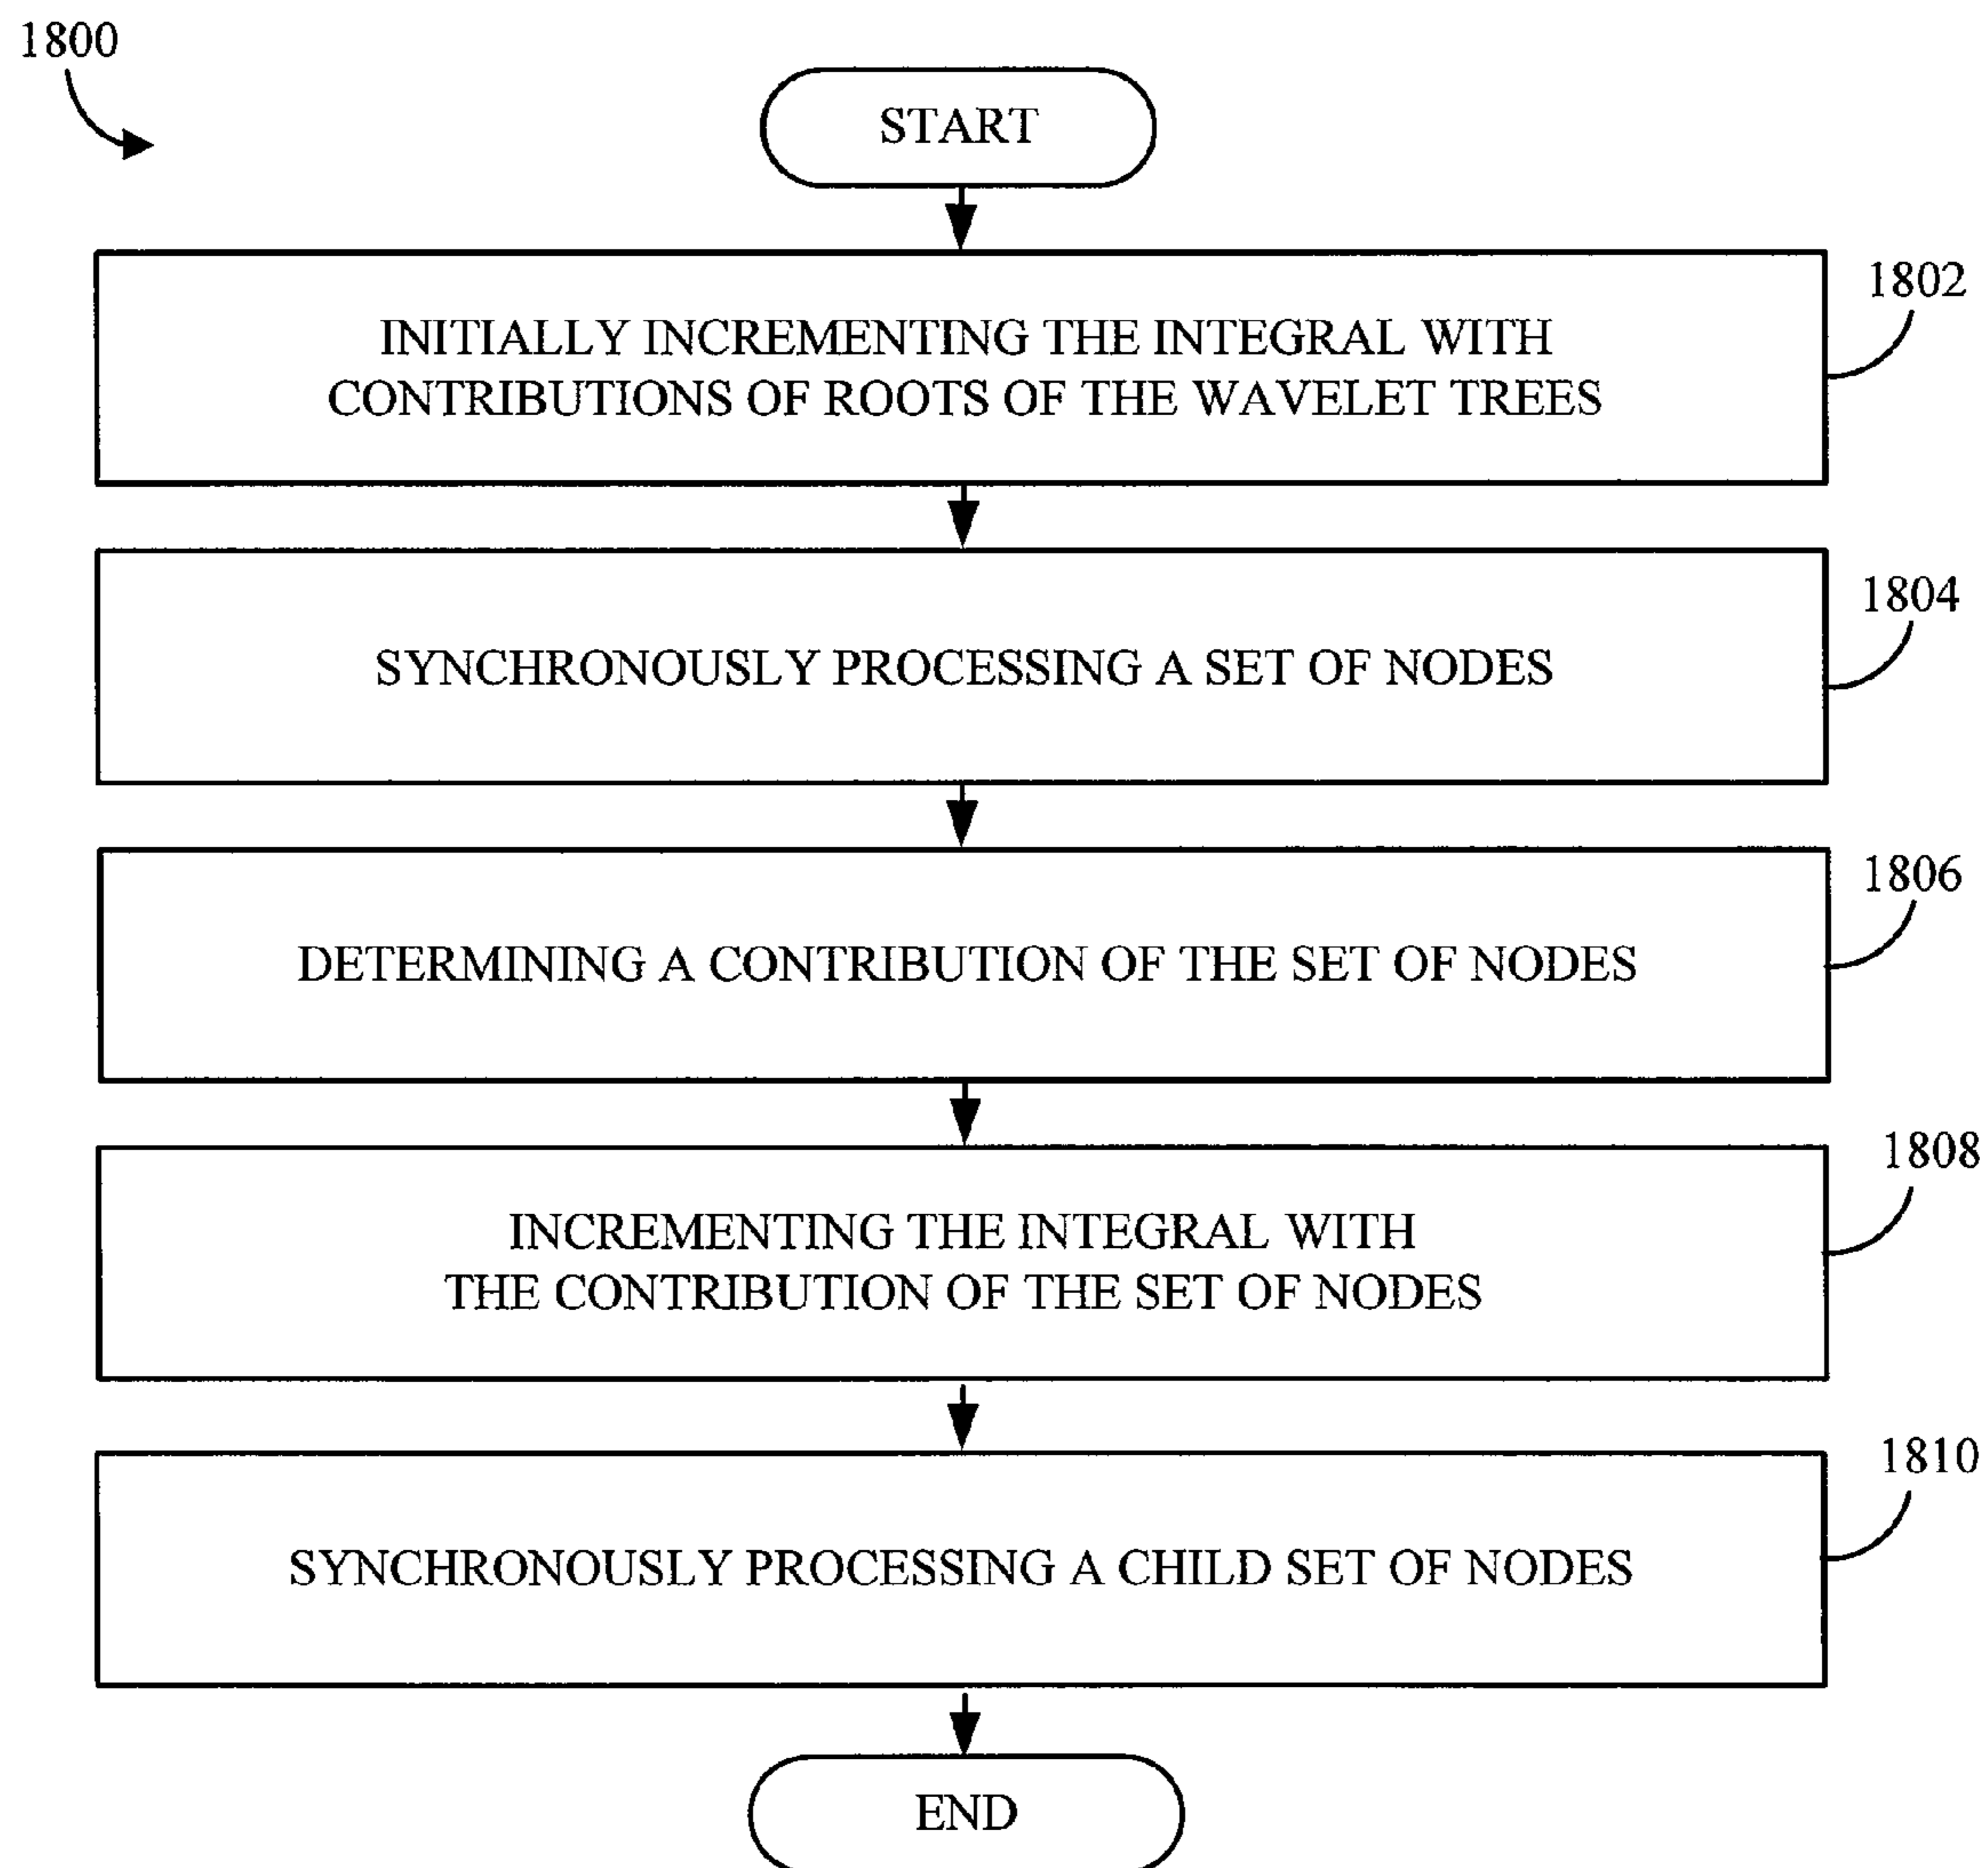 1800
START
1802
INITIALLY INCREMENTING THE INTEGRAL WITH
CONTRIBUTIONS OF ROOTS OF THE WAVELET TREES
1804
SYNCHRONOUSLY PROCESSING A SET OF NODES
1806
DETERMINING A CONTRIBUTION OF THE SET OF NODES
1808
INCREMENTING THE INTEGRAL WITH
THE CONTRIBUTION OF THE SET OF NODES
1810
SYNCHRONOUSLY PROCESSING A CHILD SET OF NODES
END